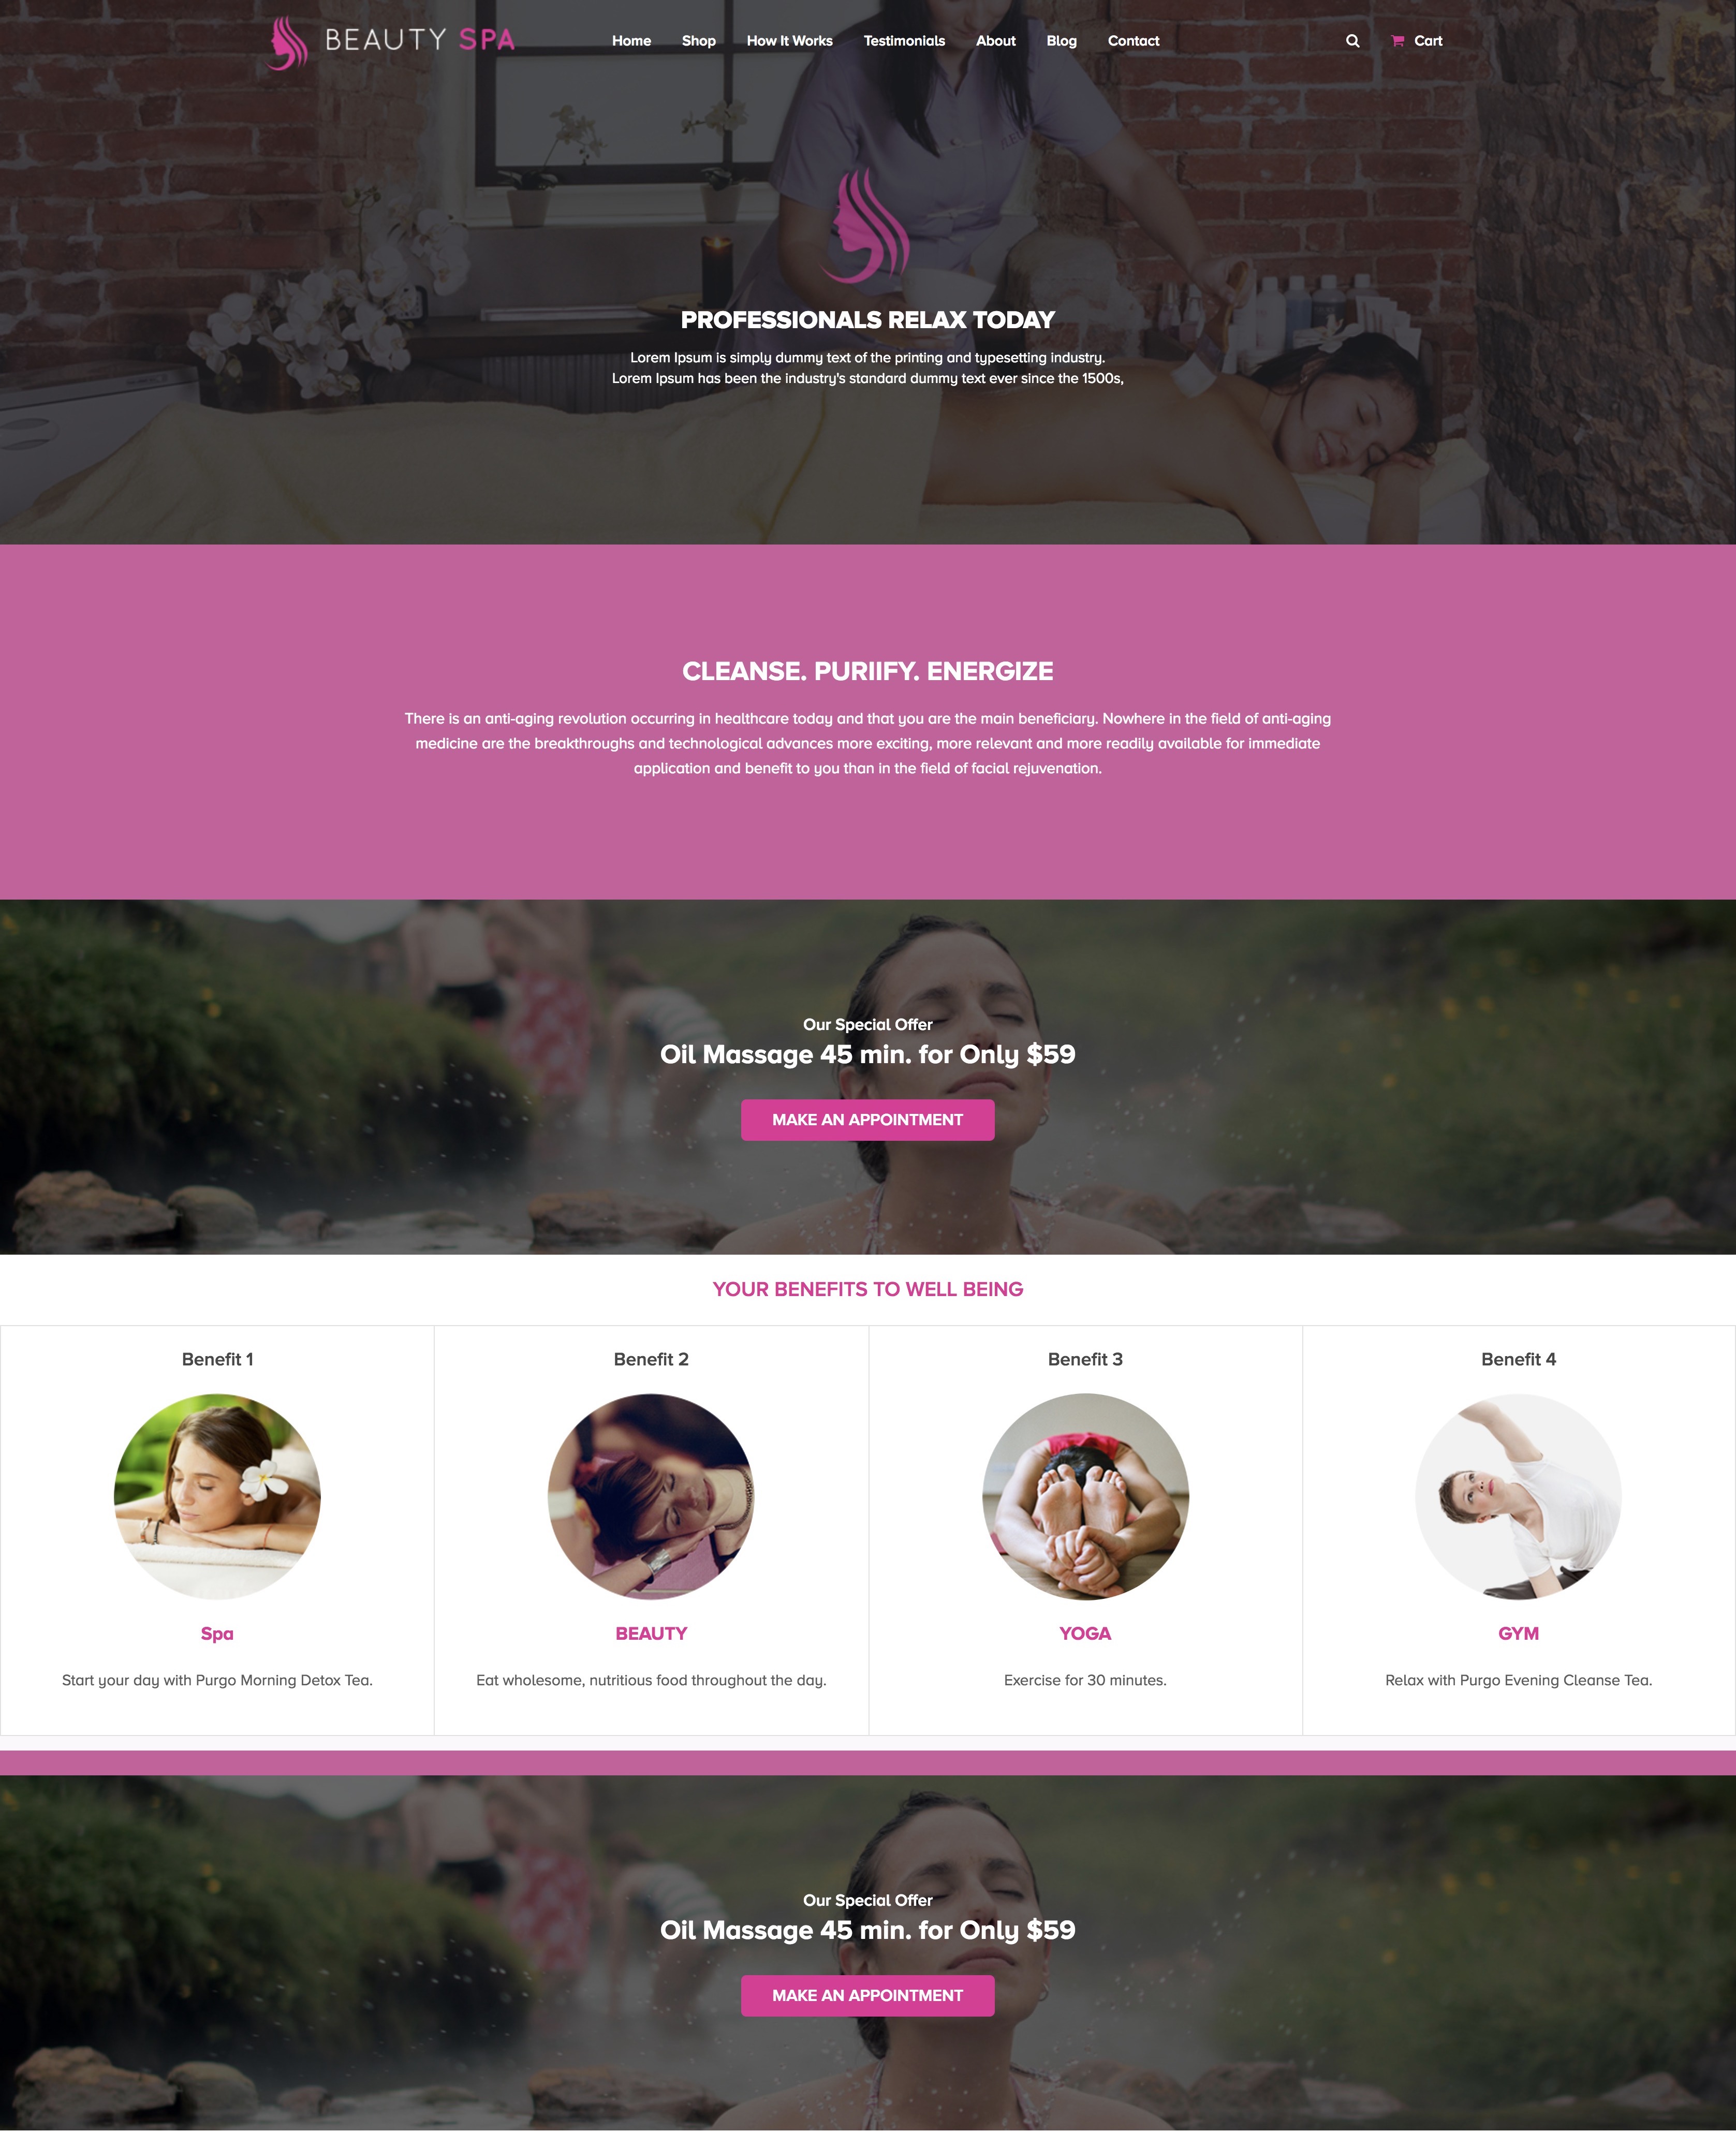 BEAUTY SPA
Home Shop How It Works Testimonials About Blog Contact Cart
PROFESSIONALS RELAX TODAY
Lorem Ipsum is simply dummy text of the printing and typesetting industry.
Lorem Ipsum has been the industry's standard dummy text ever since the 1500s,
CLEANSE. PURIIFY. ENERGIZE
There is an anti-aging revolution occurring in healthcare today and that you are the main beneficiary. Nowhere in the field of anti-aging
medicine are the breakthroughs and technological advances more exciting, more relevant and more readily available for immediate
application and benefit to you than in the field of facial rejuvenation.
Our Special Offer
Oil Massage 45 min. for Only $59
MAKE AN APPOINTMENT
YOUR BENEFITS TO WELL BEING
Benefit 1
Spa
Start your day with Purgo Morning Detox Tea.
Benefit 2
BEAUTY
Eat wholesome, nutritious food throughout the day.
Benefit 3
YOGA
Exercise for 30 minutes.
Benefit 4
GYM
Relax with Purgo Evening Cleanse Tea.
Our Special Offer
Oil Massage 45 min. for Only $59
MAKE AN APPOINTMENT